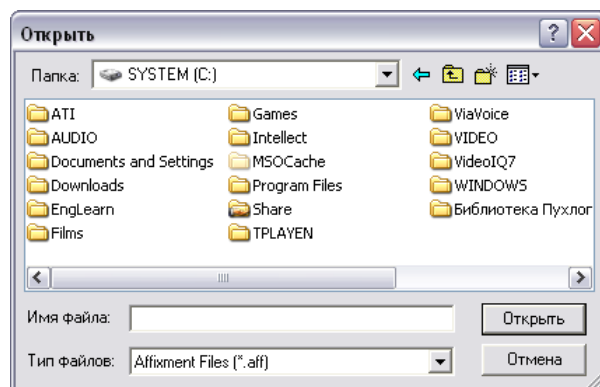 Открыть
Папка: SYSTEM (C:)
ATI Games ViaVoice
AUDIO Intellect VIDEO
Documents and Settings MSOCache VideoIQ7
Downloads Program Files WINDOWS
EngLearn Share Библиотека Пухлог
Films TPLAYEN
Имя файла: Открыть
Тип файлов: Affixment Files (*.aff) Отмена